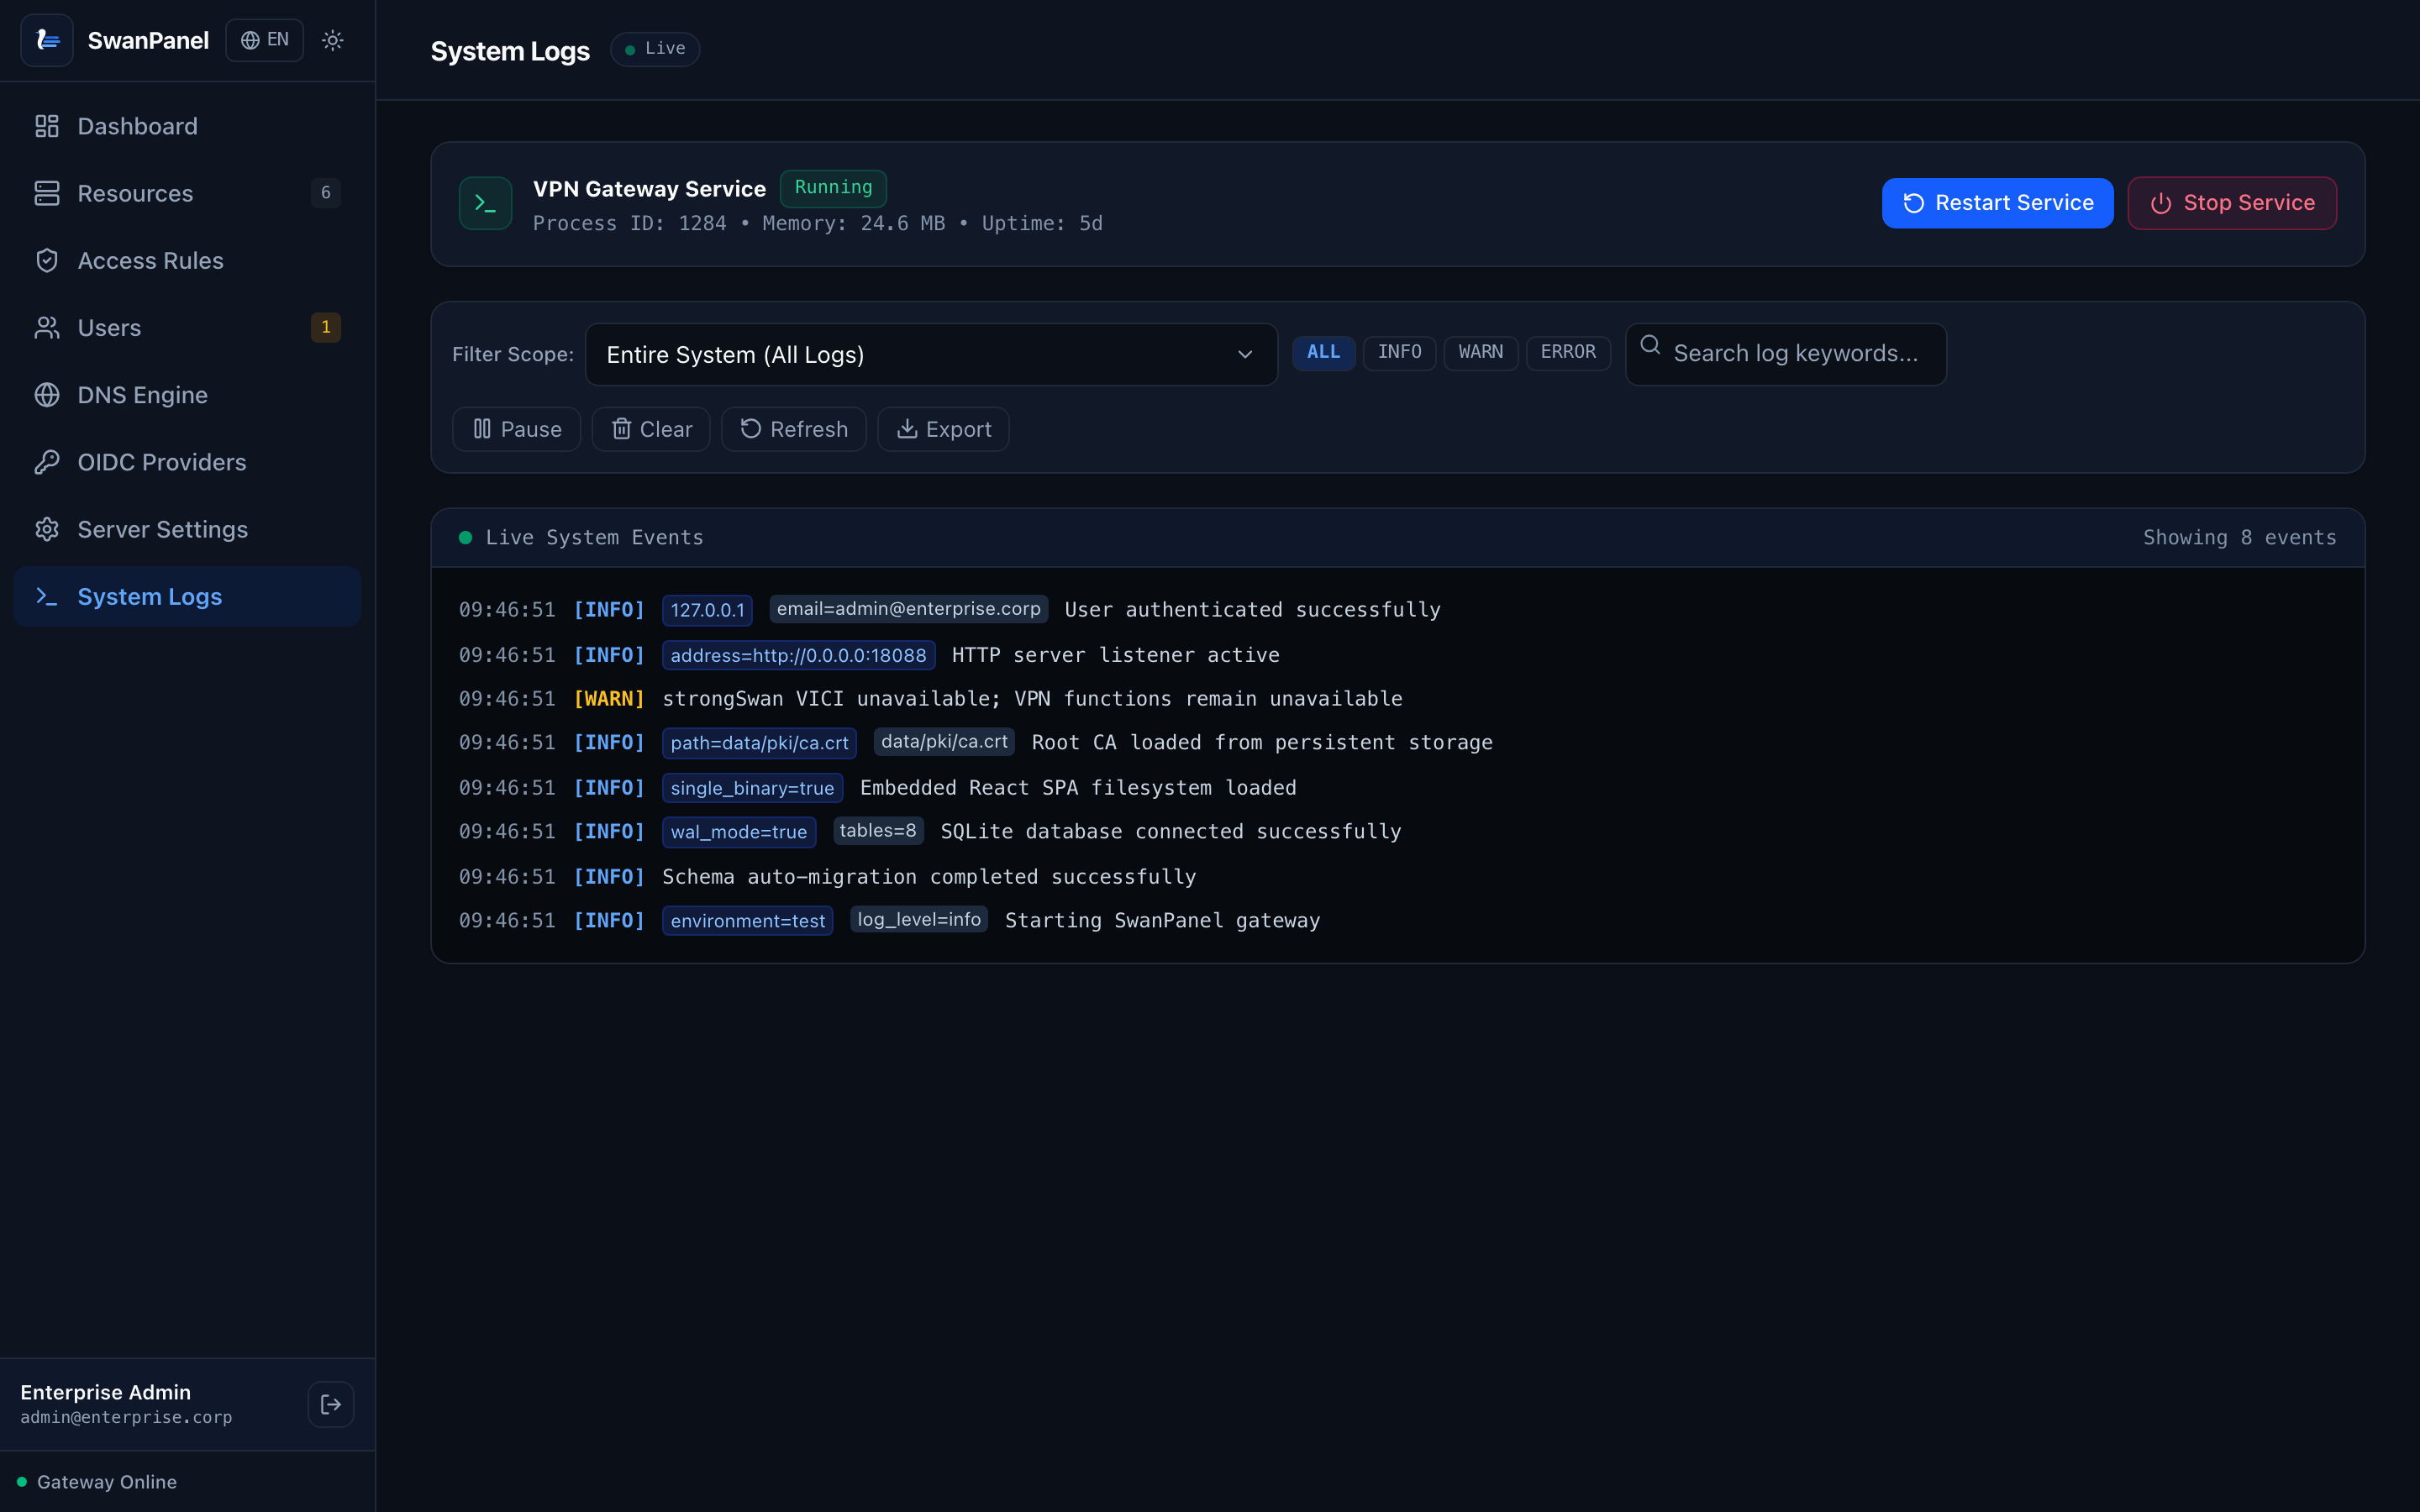 SwanPanel
EN
Dashboard
Resources 6
Access Rules
Users 1
DNS Engine
OIDC Providers
Server Settings
System Logs
Enterprise Admin
admin@enterprise.corp
Gateway Online
System Logs Live
VPN Gateway Service Running
Process ID: 1284 • Memory: 24.6 MB • Uptime: 5d
Restart Service
Stop Service
Filter Scope: Entire System (All Logs) ALL INFO WARN ERROR Search log keywords...
Pause Clear Refresh Export
Live System Events Showing 8 events
09:46:51 [INFO] 127.0.0.1 email=admin@enterprise.corp User authenticated successfully
09:46:51 [INFO] address=http://0.0.0.0:18088 HTTP server listener active
09:46:51 [WARN] strongSwan VICI unavailable; VPN functions remain unavailable
09:46:51 [INFO] path=data/pki/ca.crt data/pki/ca.crt Root CA loaded from persistent storage
09:46:51 [INFO] single_binary=true Embedded React SPA filesystem loaded
09:46:51 [INFO] wal_mode=true tables=8 SQLite database connected successfully
09:46:51 [INFO] Schema auto-migration completed successfully
09:46:51 [INFO] environment=test log_level=info Starting SwanPanel gateway